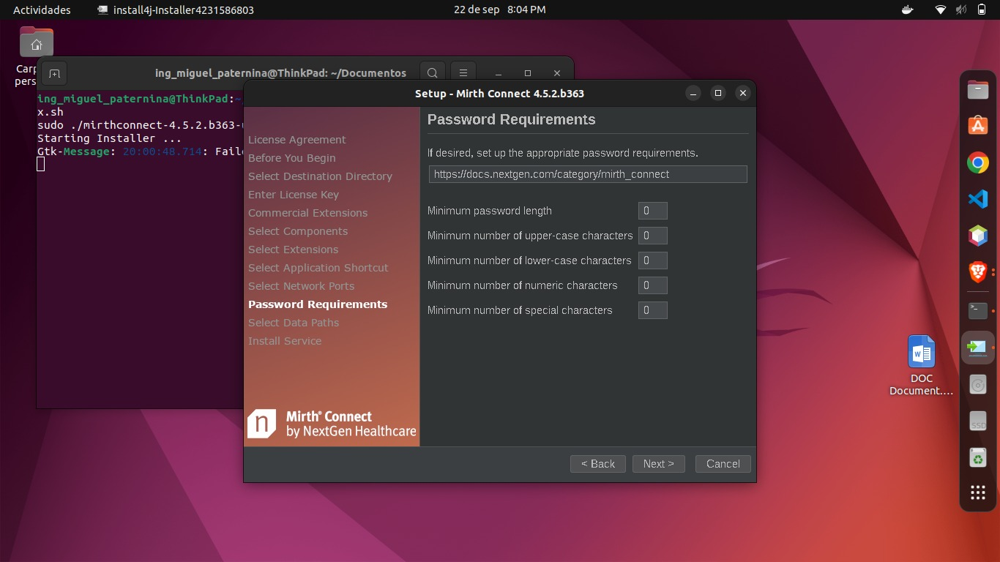 Actividades
install4j-Installer4231586803
22 de sep 8:04 PM
ing_miguel_paternina@ThinkPad: ~/Documentos
ing_miguel_paternina@ThinkPad:~
x.sh
sudo ./mirthconnect-4.5.2.b363-
Starting Installer ...
Gtk-Message: 20:00:48.714: Faile
Setup - Mirth Connect 4.5.2.b363
License Agreement
Before You Begin
Select Destination Directory
Enter License Key
Commercial Extensions
Select Components
Select Extensions
Select Application Shortcut
Select Network Ports
Password Requirements
Select Data Paths
Install Service
Mirth® Connect
by NextGen Healthcare
Password Requirements
If desired, set up the appropriate password requirements.
https://docs.nextgen.com/category/mirth_connect
Minimum password length 0
Minimum number of upper-case characters 0
Minimum number of lower-case characters 0
Minimum number of numeric characters 0
Minimum number of special characters 0
< Back
Next >
Cancel
Carp
pers
W
DOC
Document....
SSD